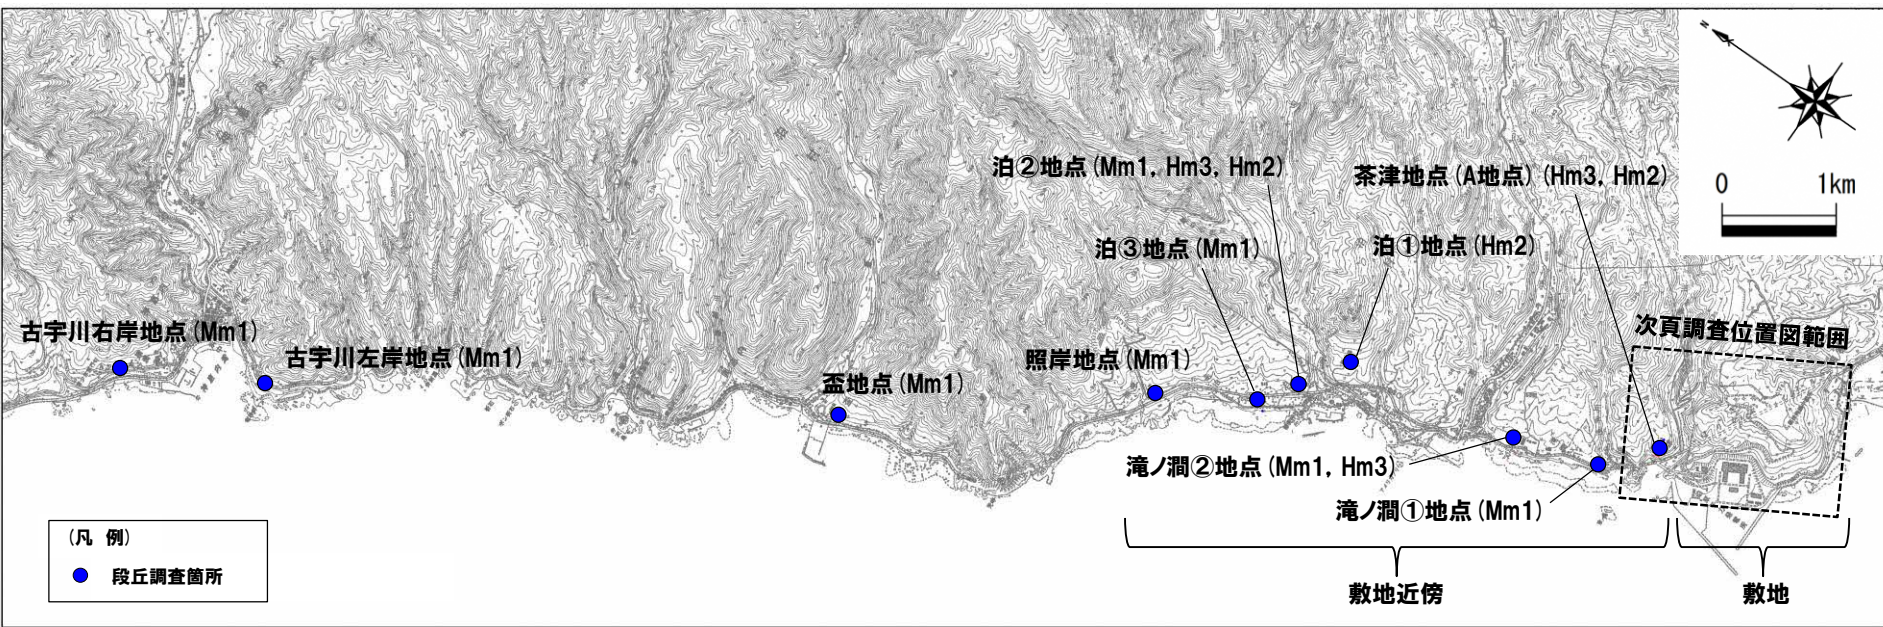 N
0 1km
泊②地点(Mm1, Hm3, Hm2)
茶津地点(A地点)(Hm3, Hm2)
泊③地点(Mm1)
泊①地点(Hm2)
古宇川右岸地点(Mm1)
古宇川左岸地点(Mm1)
盃地点(Mm1)
照岸地点(Mm1)
次頁調査位置図範囲
滝ノ澗②地点(Mm1, Hm3)
滝ノ澗①地点(Mm1)
(凡 例)
段丘調査箇所
敷地近傍
敷地